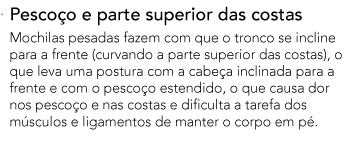 Pescoço e parte superior das costas
Mochilas pesadas fazem com que o tronco se incline
para a frente (curvando a parte superior das costas), o
que leva uma postura com a cabeça inclinada para a
frente e com o pescoço estendido, o que causa dor
nos pescoço e nas costas e dificulta a tarefa dos
músculos e ligamentos de manter o corpo em pé.